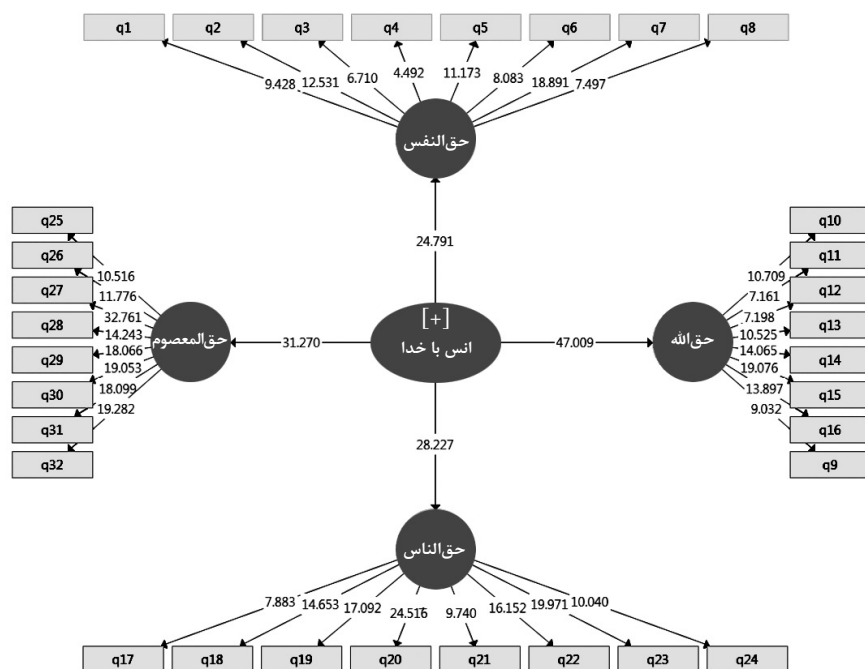 q1 q2 q3 q4 q5 q6 q7 q8
9.428 12.531 6.710 4.492 11.173 8.083 18.891 7.497
حق‌النفس
24.791
q25
q26
q27
q28
q29
q30
q31
q32
10.516
11.776
32.761
14.243
18.066
19.053
18.099
19.282
حق‌المعصوم
31.270
[+]
انس با خدا
47.009
حق‌الله
10.709
7.161
7.198
10.525
14.065
19.076
13.897
9.032
q10
q11
q12
q13
q14
q15
q16
q9
28.227
حق‌الناس
7.883 14.653 17.092 24.516 9.740 16.152 19.971 10.040
q17 q18 q19 q20 q21 q22 q23 q24